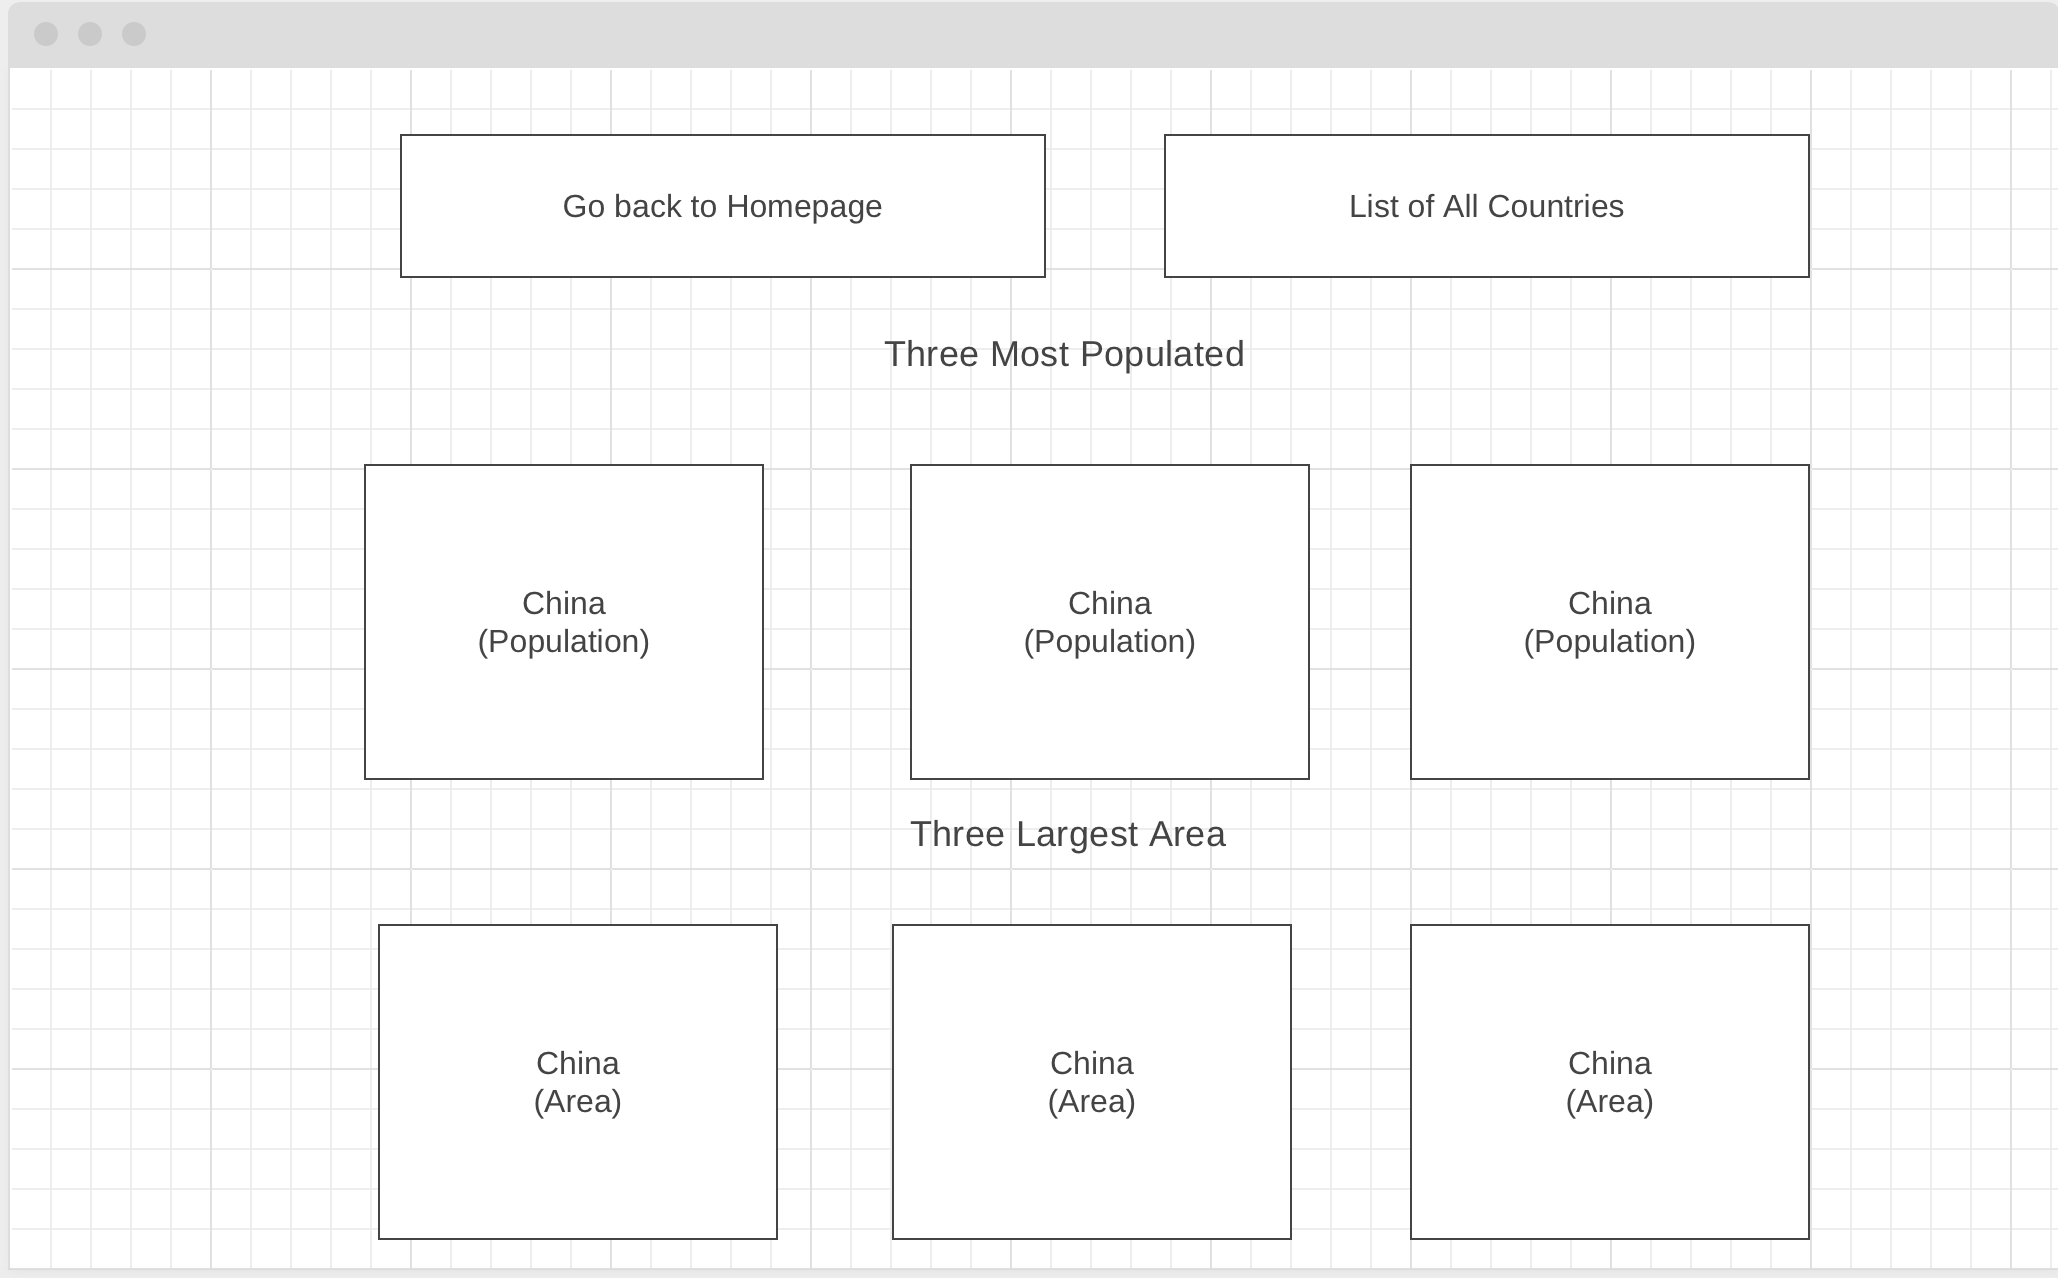 Go back to Homepage
List of All Countries
Three Most Populated
China
(Population)
China
(Population)
China
(Population)
Three Largest Area
China
(Area)
China
(Area)
China
(Area)